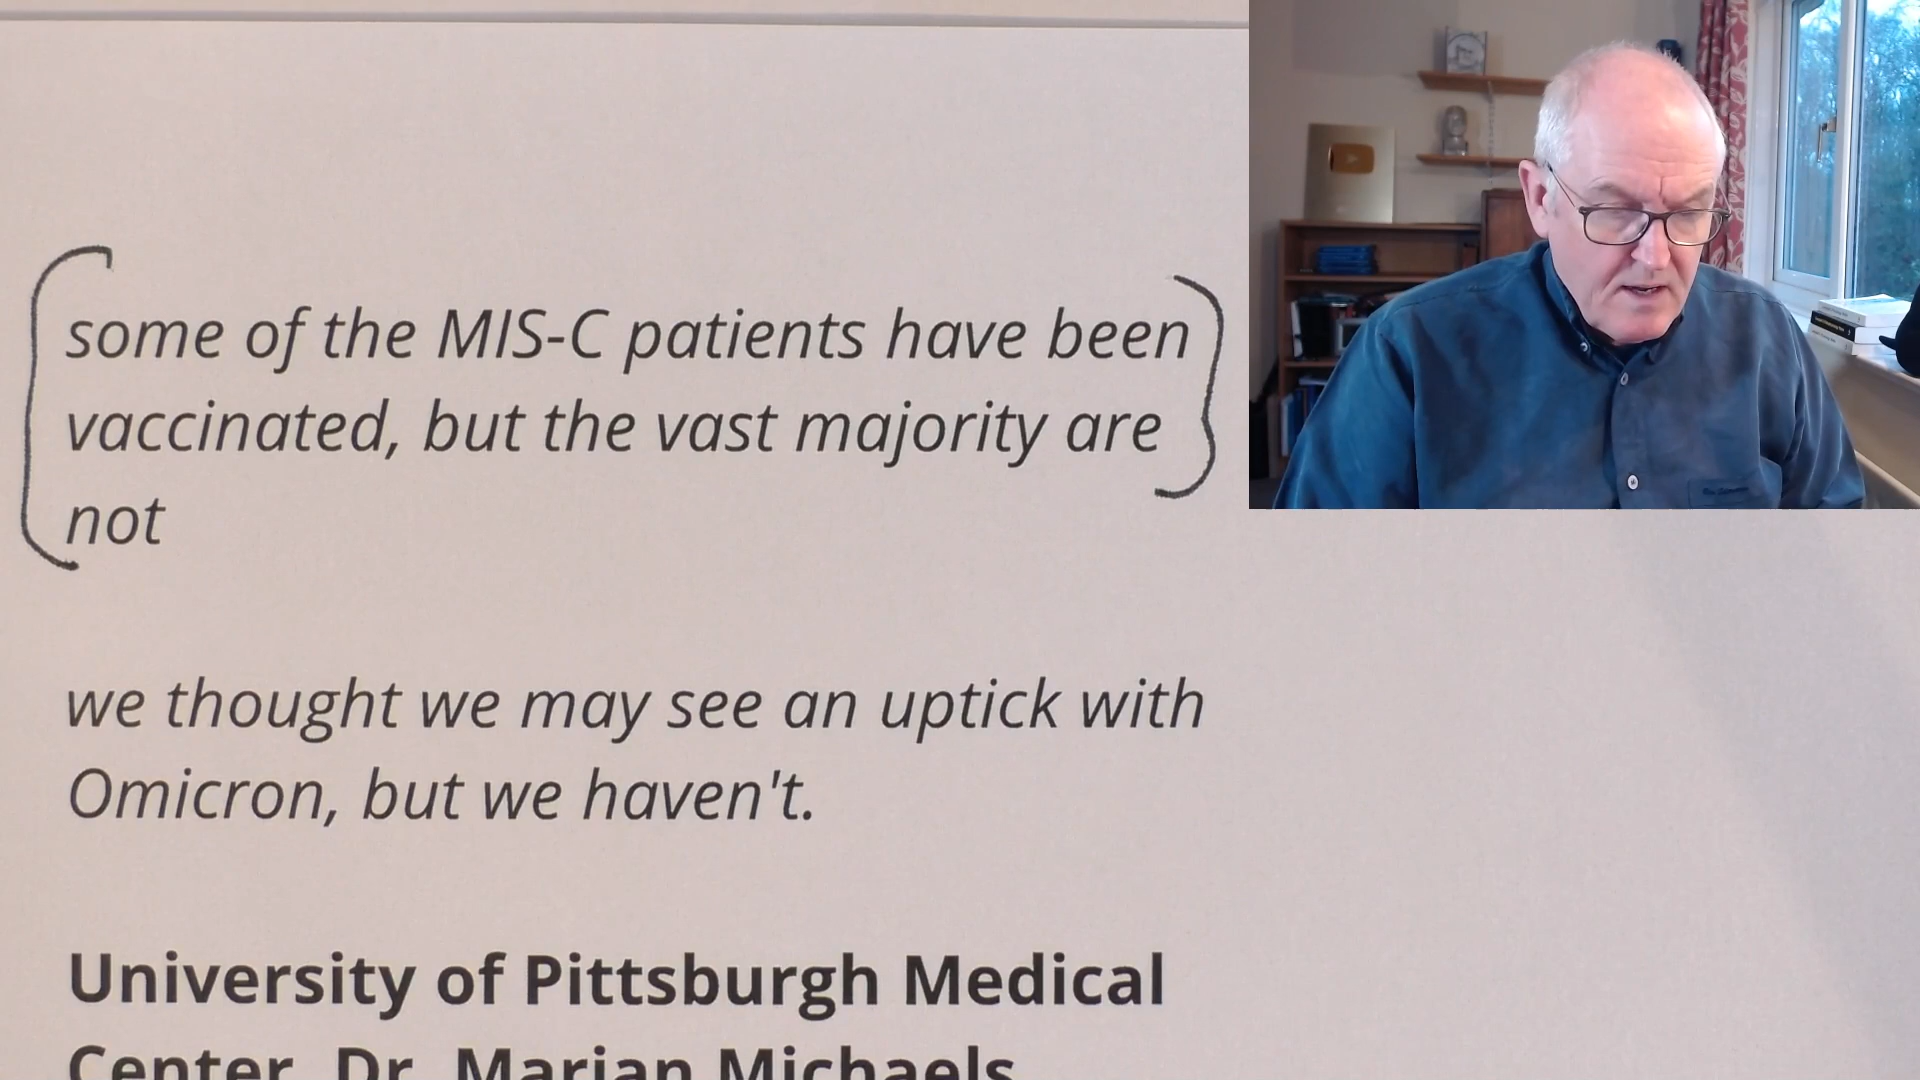 some of the MIS-C patients have been
vaccinated, but the vast majority are
not
we thought we may see an uptick with
Omicron, but we haven't.
University of Pittsburgh Medical
Center, Dr. Marian Michaels